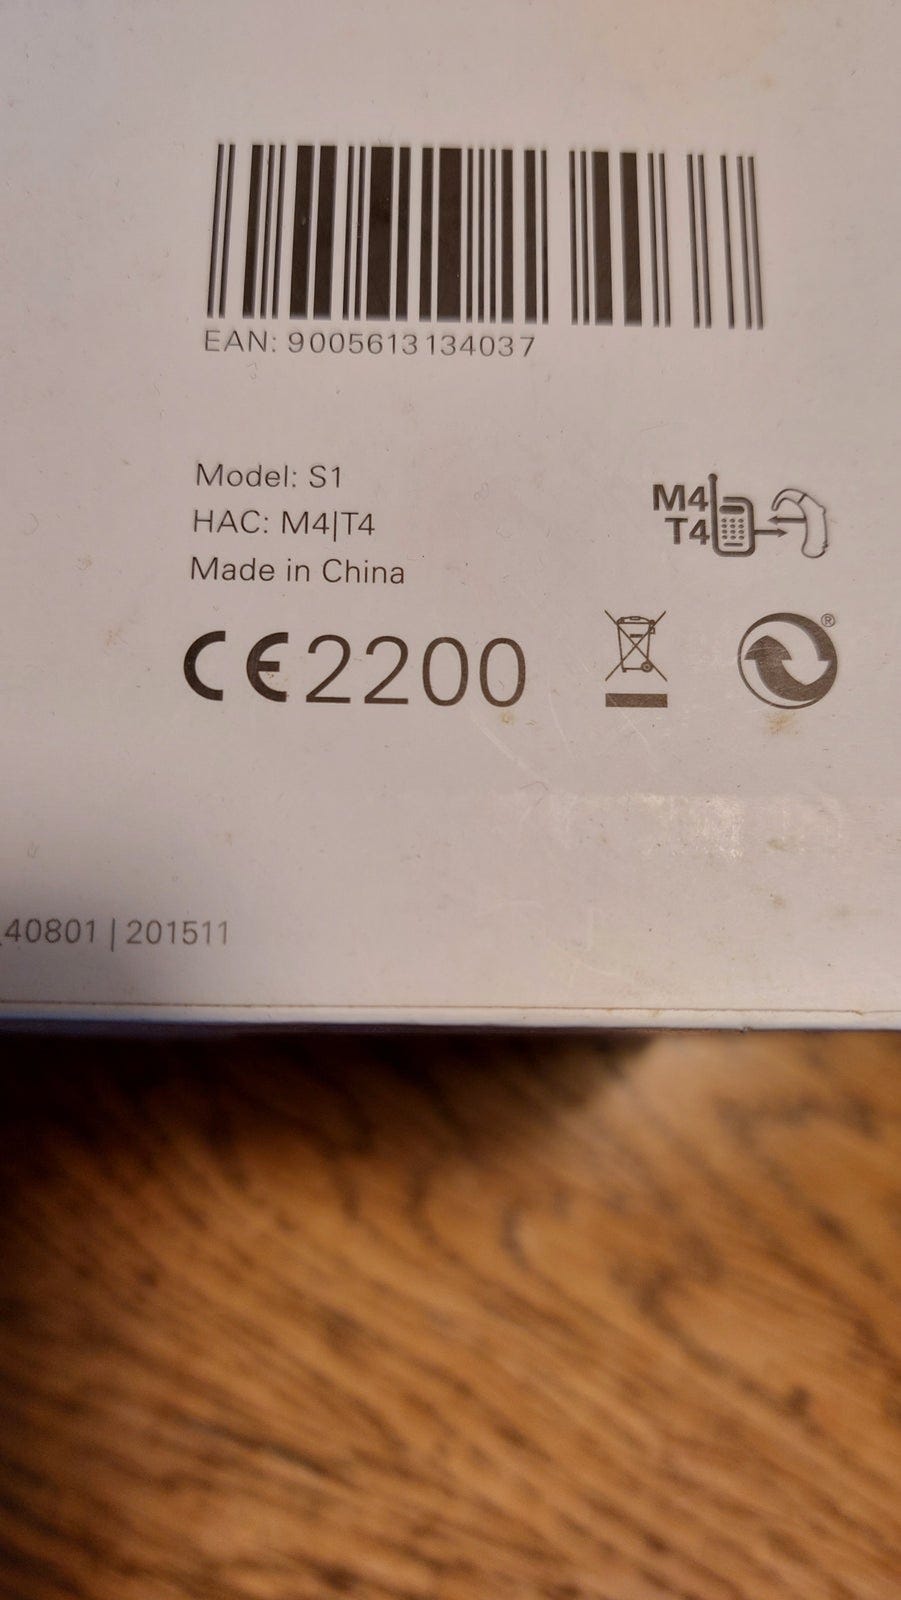 EAN: 9005613134037
Model: S1
HAC: M4|T4
Made in China
M4
T4
CE2200
®
40801 | 201511